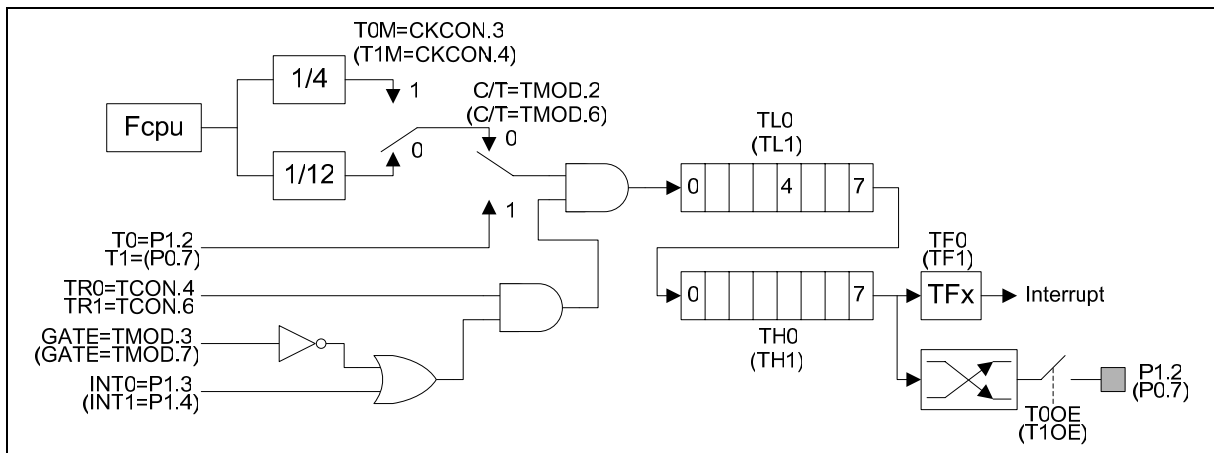 T0M=CKCON.3
(T1M=CKCON.4)
1/4
1
C/T=TMOD.2
(C/T=TMOD.6)
Fcpu
0
0
TL0
(TL1)
1/12
0 4 7
1
T0=P1.2
T1=(P0.7)
TF0
(TF1)
TR0=TCON.4
TR1=TCON.6
0 7
TFx
Interrupt
GATE=TMOD.3
(GATE=TMOD.7)
TH0
(TH1)
INT0=P1.3
(INT1=P1.4)
P1.2
(P0.7)
T0OE
(T1OE)